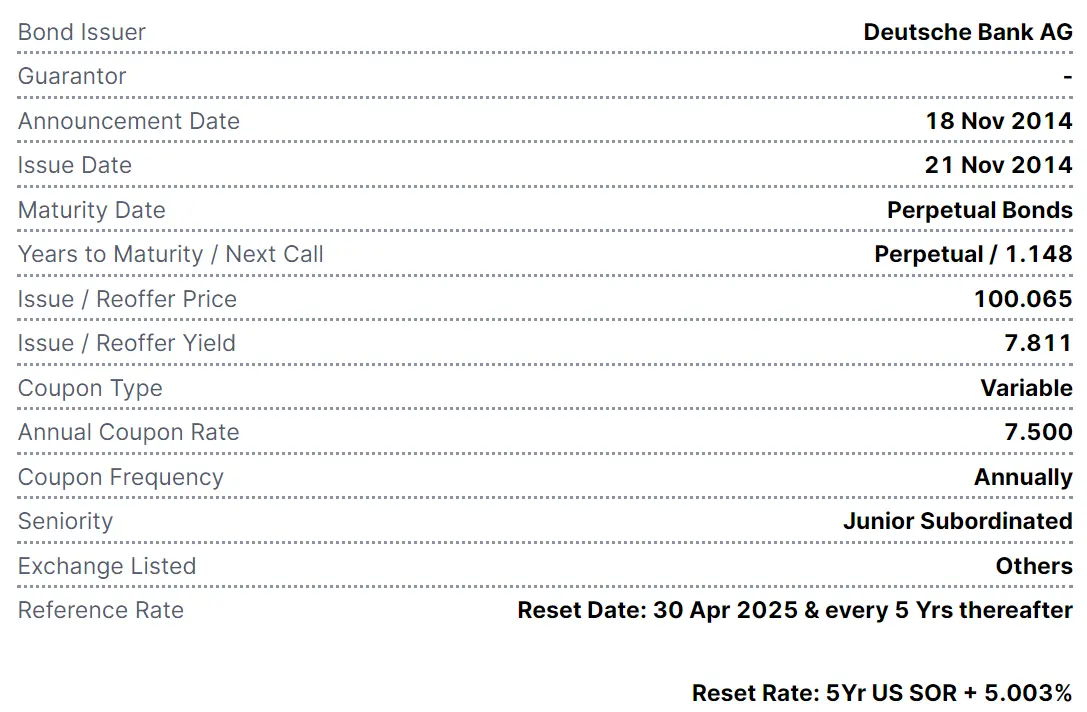 Bond Issuer Deutsche Bank AG
Guarantor -
Announcement Date 18 Nov 2014
Issue Date 21 Nov 2014
Maturity Date Perpetual Bonds
Years to Maturity / Next Call Perpetual / 1.148
Issue / Reoffer Price 100.065
Issue / Reoffer Yield 7.811
Coupon Type Variable
Annual Coupon Rate 7.500
Coupon Frequency Annually
Seniority Junior Subordinated
Exchange Listed Others
Reference Rate Reset Date: 30 Apr 2025 & every 5 Yrs thereafter
Reset Rate: 5Yr US SOR + 5.003%